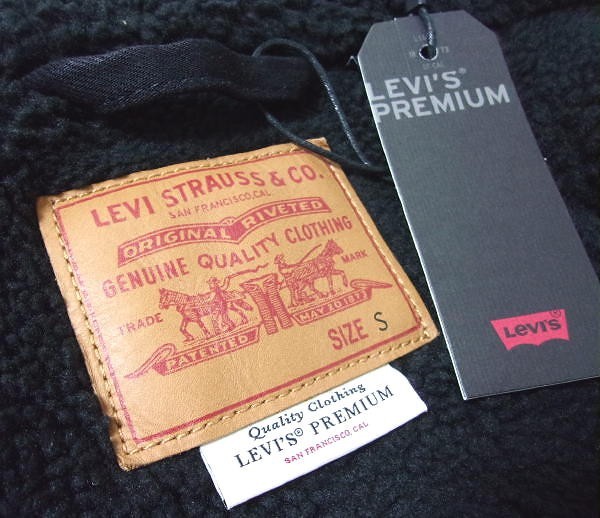 LEVI STRAUSS & CO.
SAN FRANCISCO, CAL.
ORIGINAL RIVETED
GENUINE QUALITY CLOTHING
TRADE MARK
PATENTED MAY 20 1873
SIZE S
Quality Clothing
LEVI'S® PREMIUM
SAN FRANCISCO, CAL
LEVI'S®
PREMIUM
Levi's